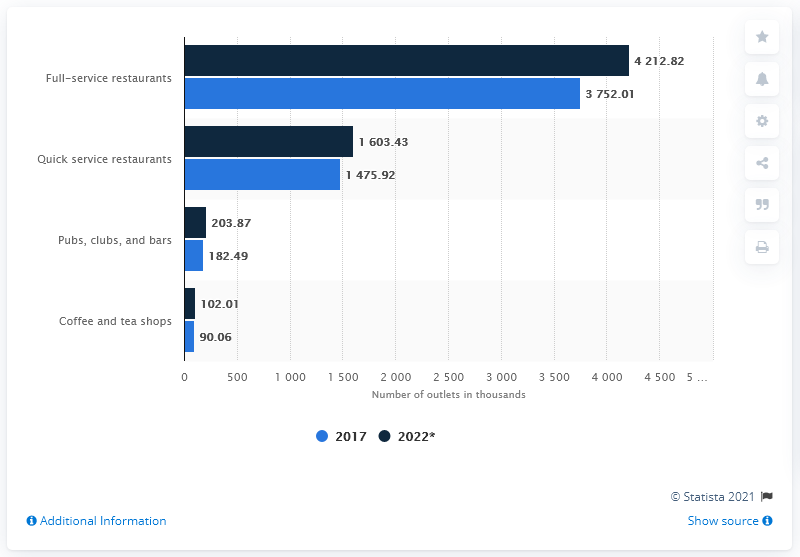 Full-service restaurants
4 212.82
3 752.01
Quick service restaurants
1 603.43
1 475.92
Pubs, clubs, and bars
203.87
182.49
Coffee and tea shops
102.01
90.06
0 500 1 000 1 500 2 000 2 500 3 000 3 500 4 000 4 500 5 ...
Number of outlets in thousands
2017 2022*
© Statista 2021
Additional Information Show source